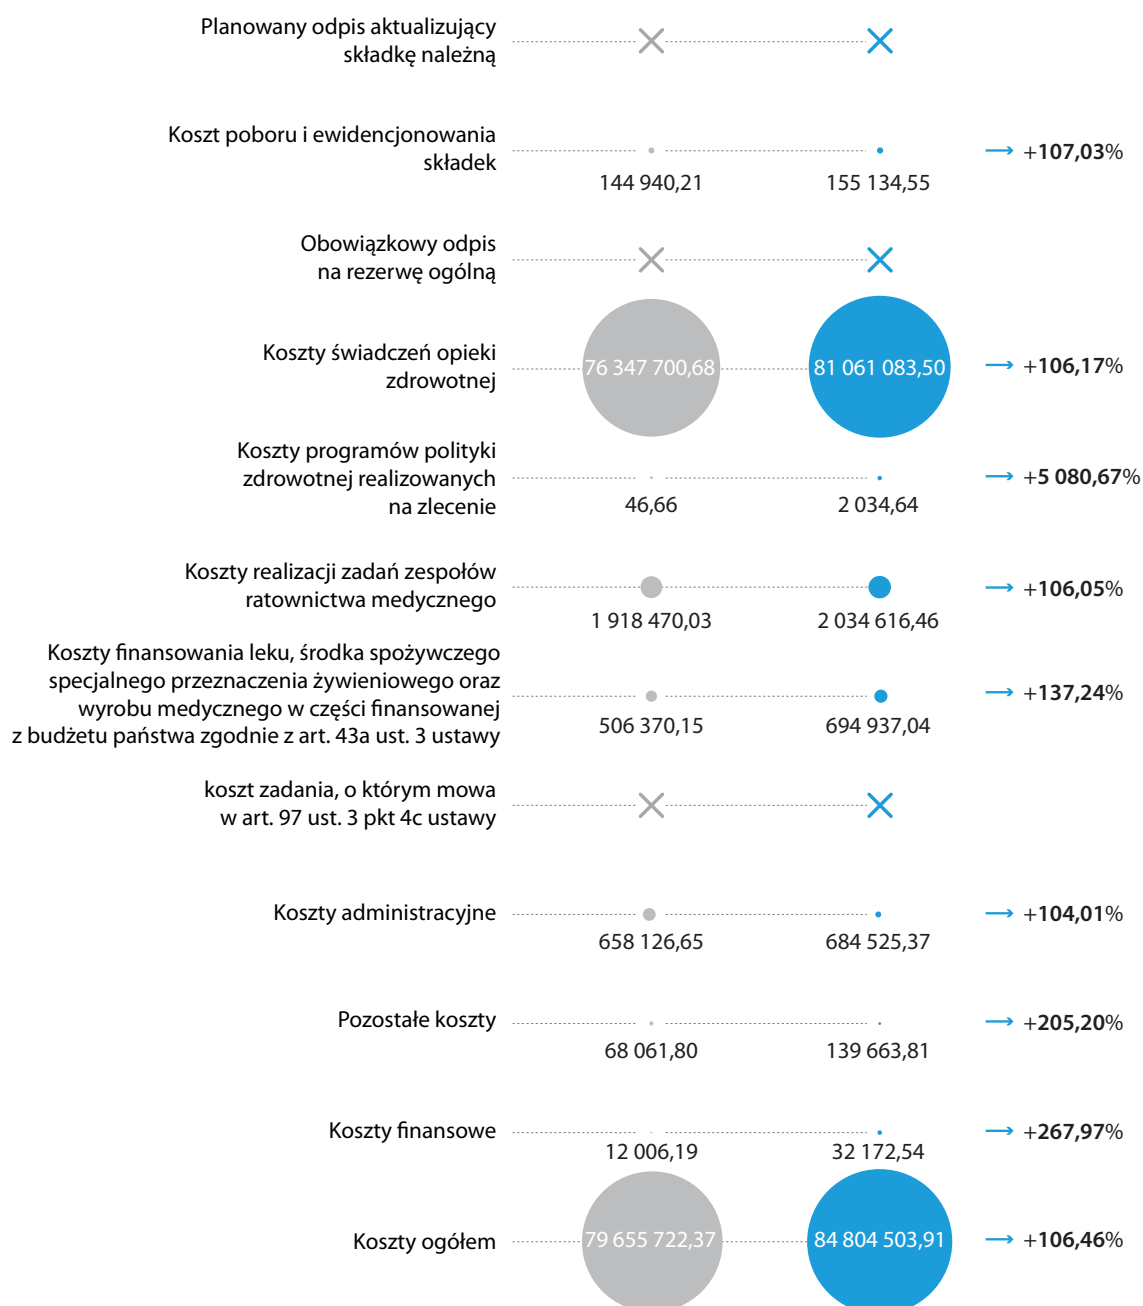 Planowany odpis aktualizujący
składkę należną
Koszt poboru i ewidencjonowania
składek
144 940,21
155 134,55
+107,03%
Obowiązkowy odpis
na rezerwę ogólną
Koszty świadczeń opieki
zdrowotnej
76 347 700,68
81 061 083,50
+106,17%
Koszty programów polityki
zdrowotnej realizowanych
na zlecenie
46,66
2 034,64
+5 080,67%
Koszty realizacji zadań zespołów
ratownictwa medycznego
1 918 470,03
2 034 616,46
+106,05%
Koszty finansowania leku, środka spożywczego
specjalnego przeznaczenia żywieniowego oraz
wyrobu medycznego w części finansowanej
z budżetu państwa zgodnie z art. 43a ust. 3 ustawy
506 370,15
694 937,04
+137,24%
koszt zadania, o którym mowa
w art. 97 ust. 3 pkt 4c ustawy
Koszty administracyjne
658 126,65
684 525,37
+104,01%
Pozostałe koszty
68 061,80
139 663,81
+205,20%
Koszty finansowe
12 006,19
32 172,54
+267,97%
Koszty ogółem
79 655 722,37
84 804 503,91
+106,46%